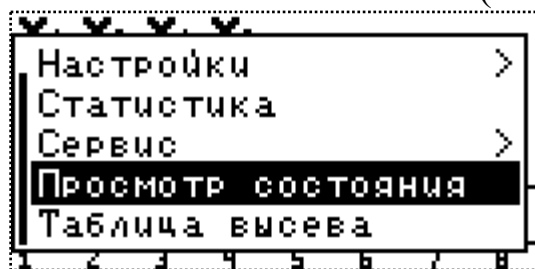 Настройки >
Статистика
Сервис >
Просмотр состояния
Таблица высева